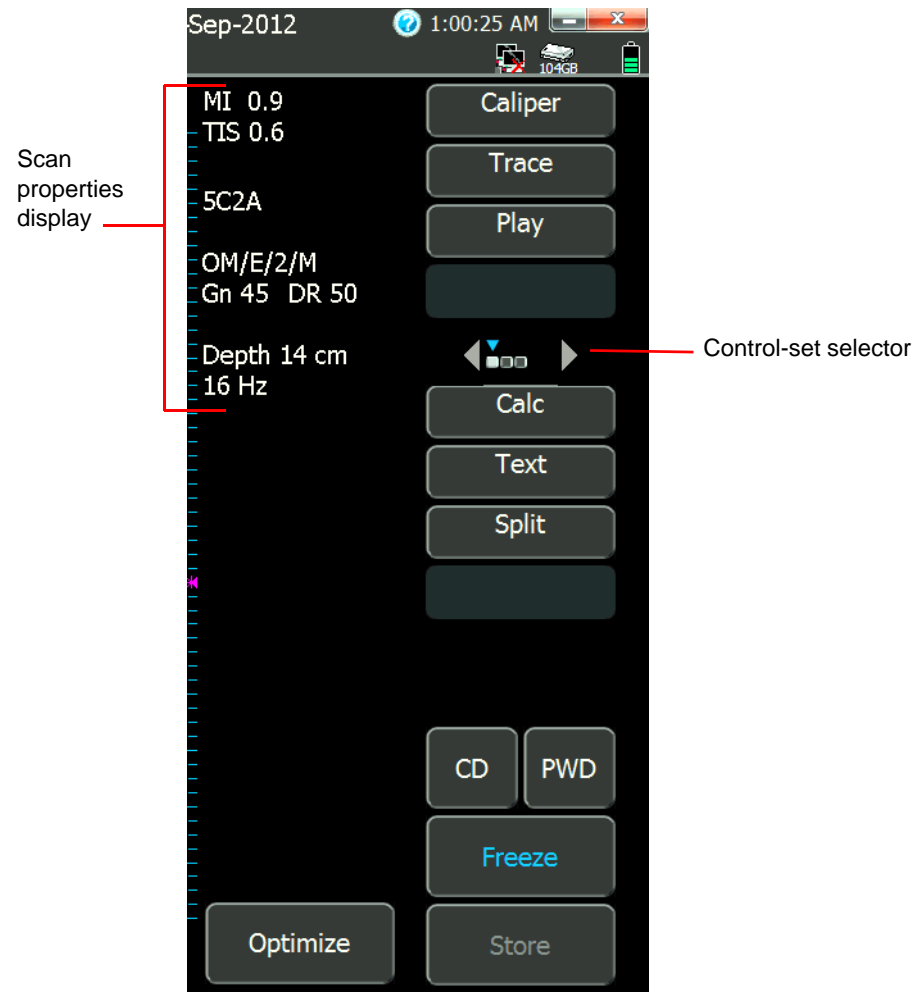 -Sep-2012
1:00:25 AM
104GB
MI 0.9
TIS 0.6
5C2A
OM/E/2/M
Gn 45 DR 50
Depth 14 cm
16 Hz
Scan
properties
display
Caliper
Trace
Play
Control-set selector
Calc
Text
Split
CD
PWD
Freeze
Optimize
Store